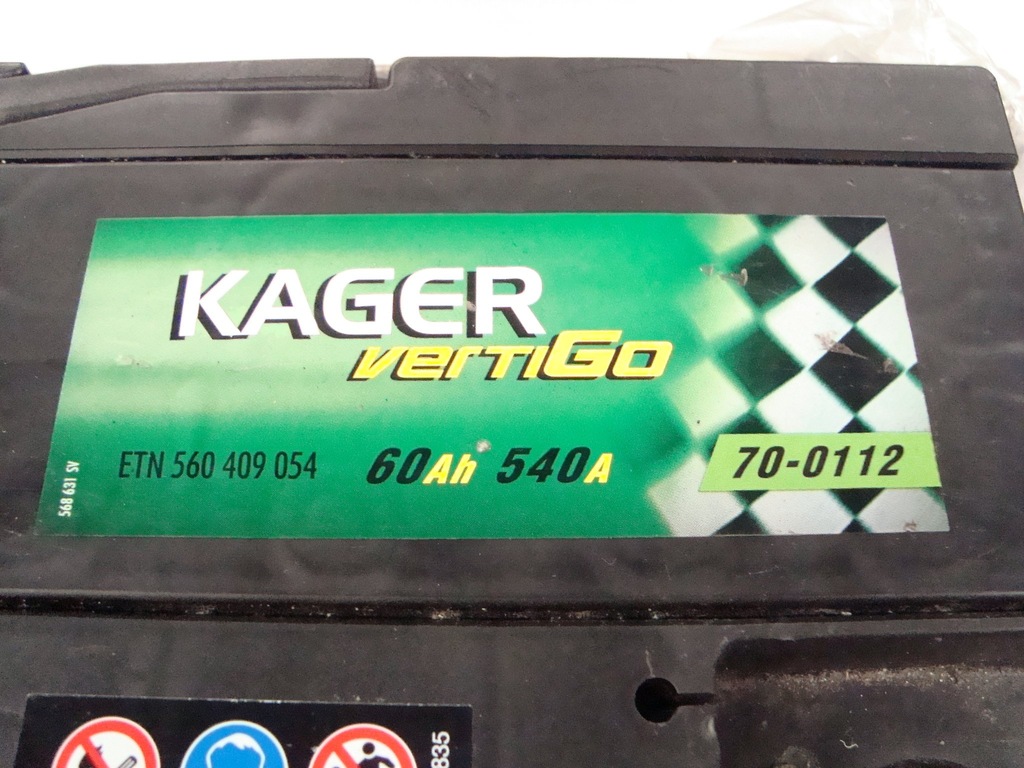 KAGER
vertiGo
ETN 560 409 054
60Ah 540A
70-0112
568 631 SV
835